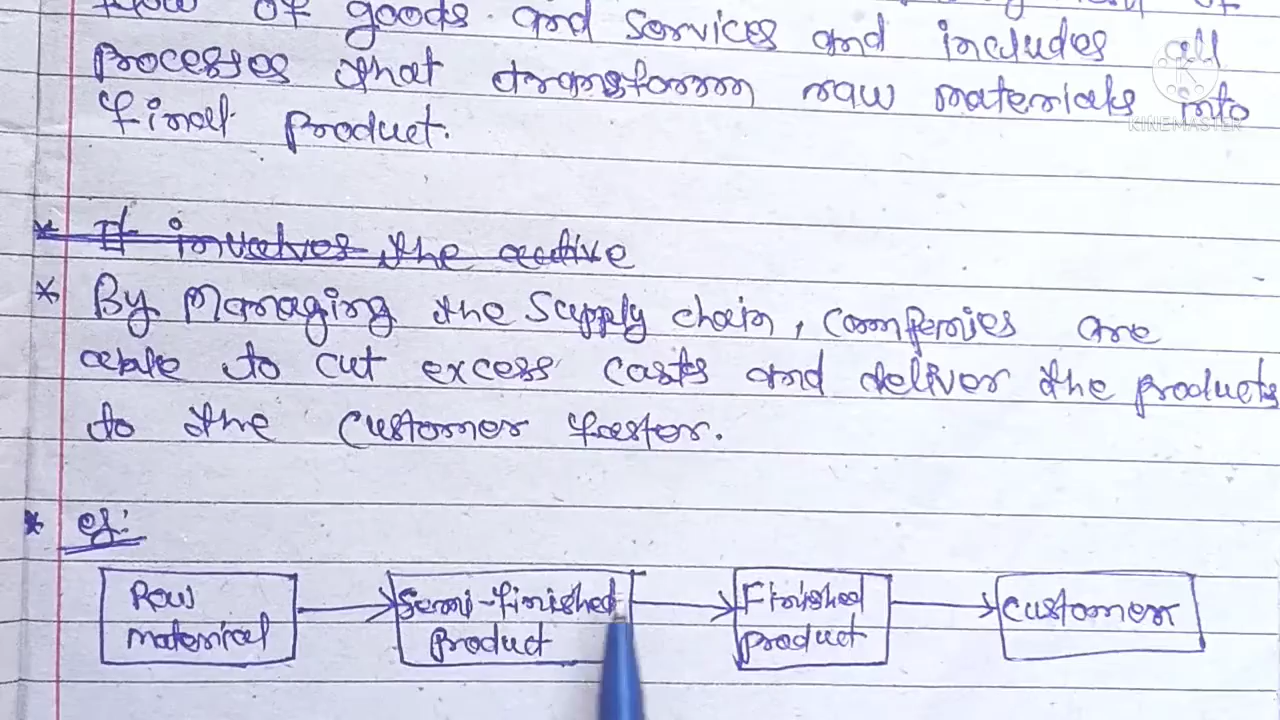 flow of goods and services and includes all
processes that transform raw materials into
final product.
KINEMASTER
* It involves the active
* By Managing the Supply chain, companies are
able to cut excess costs and deliver the products
to the customer faster.
* eg:
Raw material
Semi-finished product
Finished product
customer